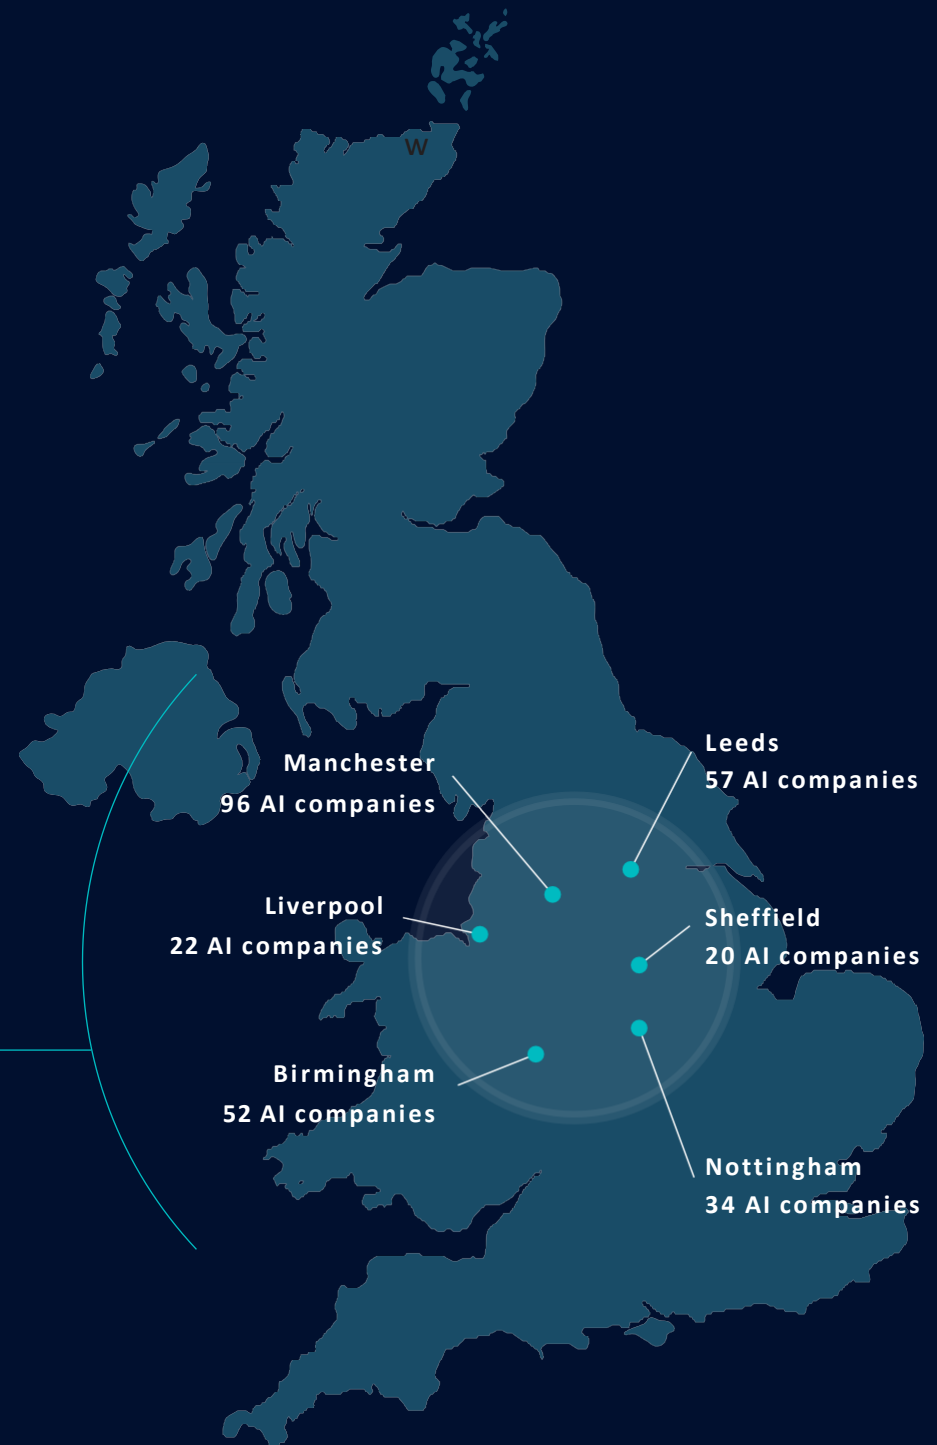 W
Leeds
57 AI companies
Manchester
96 AI companies
Liverpool
22 AI companies
Sheffield
20 AI companies
Birmingham
52 AI companies
Nottingham
34 AI companies